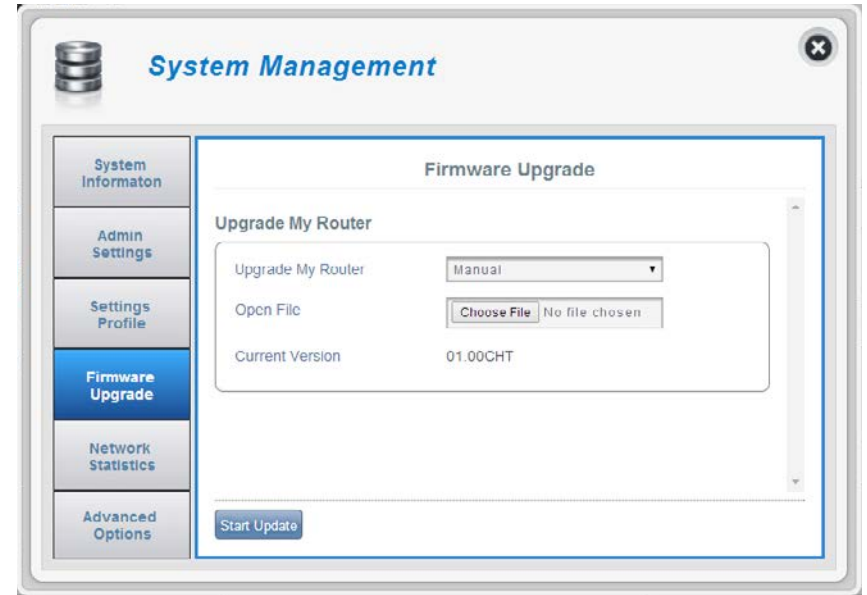 System Management
System
Informaton
Admin
Settings
Settings
Profile
Firmware
Upgrade
Network
Statistics
Advanced
Options
Firmware Upgrade
Upgrade My Router
Upgrade My Router
Manual
Open File
Choose File No file chosen
Current Version
01.00CHT
Start Update